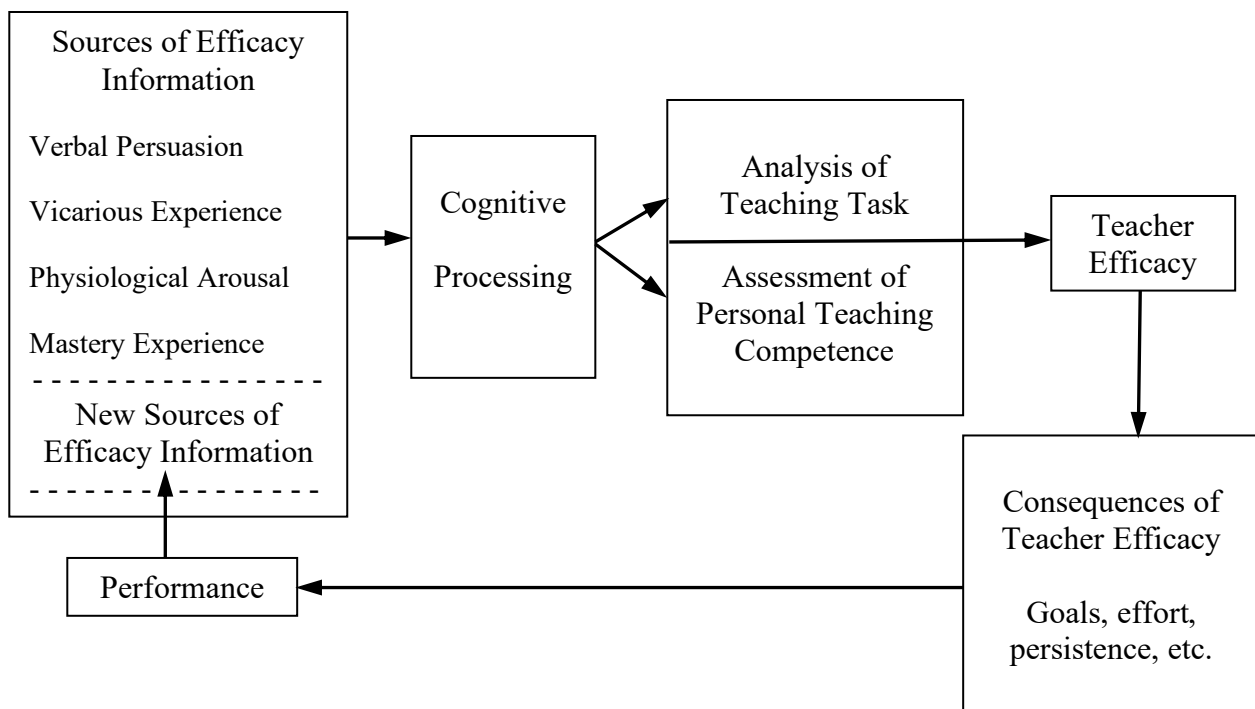 Sources of Efficacy
Information
Verbal Persuasion
Vicarious Experience
Physiological Arousal
Mastery Experience
New Sources of
Efficacy Information
Performance
Cognitive
Processing
Analysis of
Teaching Task
Assessment of
Personal Teaching
Competence
Teacher
Efficacy
Consequences of
Teacher Efficacy
Goals, effort,
persistence, etc.